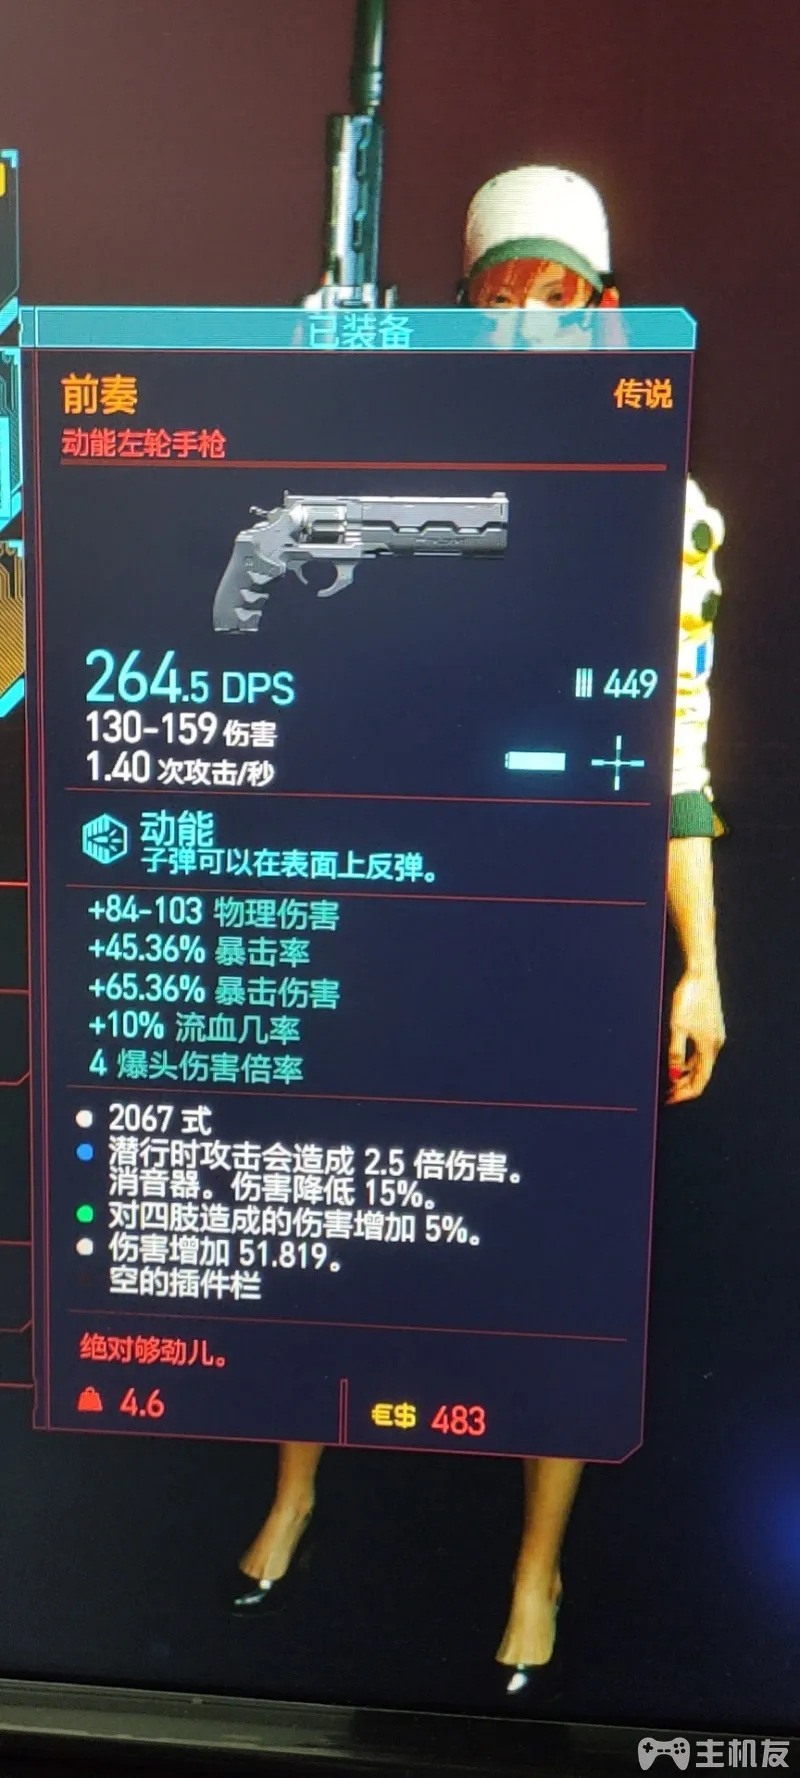 已装备
前奏
传说
动能左轮手枪
264.5 DPS
449
130-159 伤害
1.40 次攻击/秒
动能
子弹可以在表面上反弹。
+84-103 物理伤害
+45.36% 暴击率
+65.36% 暴击伤害
+10% 流血几率
4 爆头伤害倍率
2067 式
潜行时攻击会造成 2.5 倍伤害。
消音器。伤害降低 15%。
对四肢造成的伤害增加 5%。
伤害增加 51.819。
空的插件栏
绝对够劲儿。
4.6
€$ 483
主机友